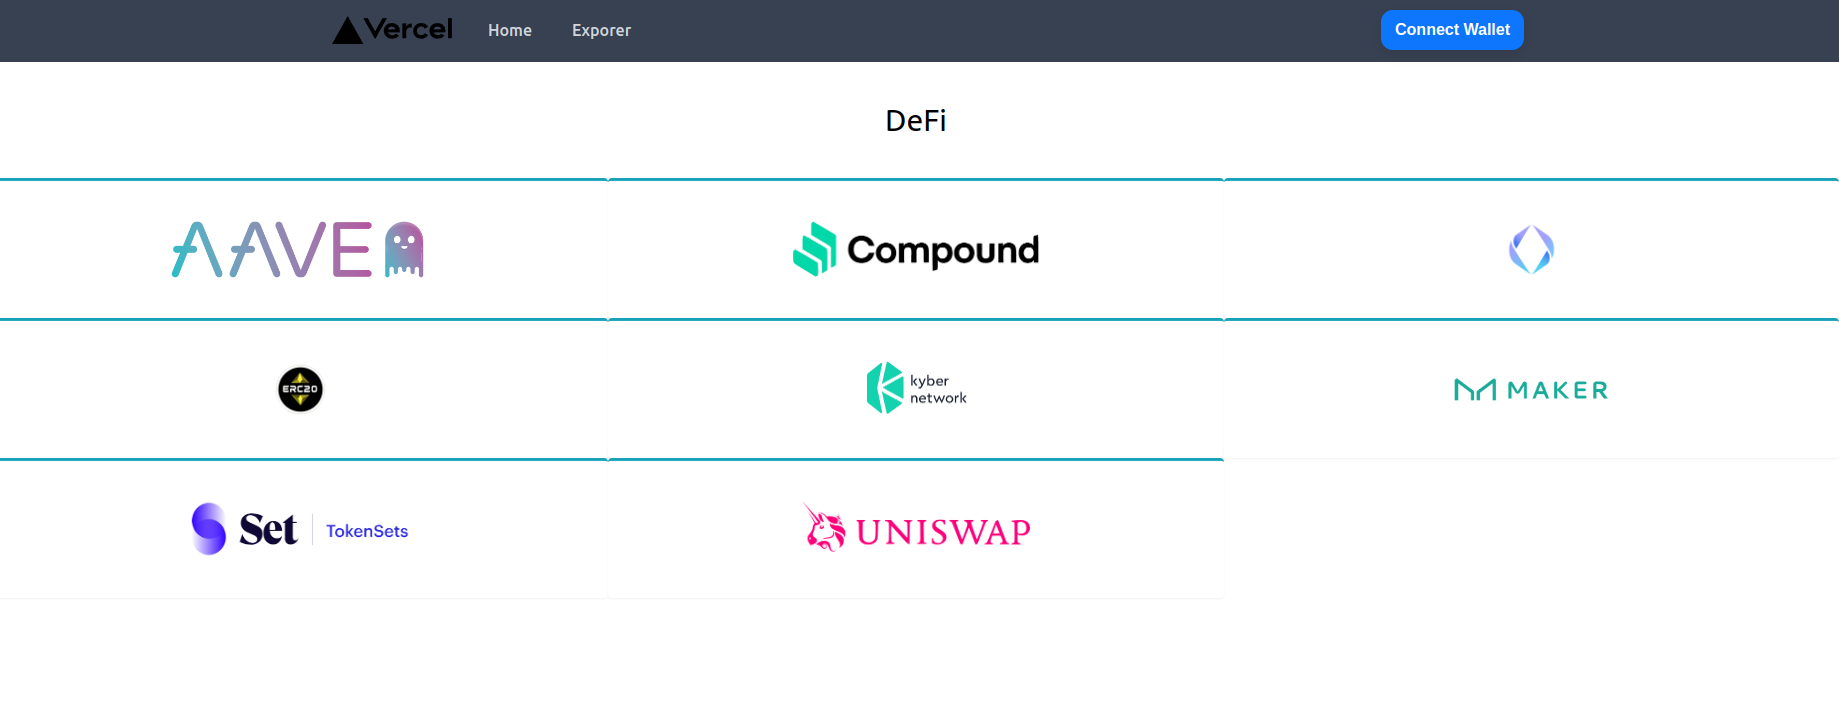 Vercel Home Exporer Connect Wallet
DeFi
AAVE
Compound
ERC20
kyber
network
MAKER
Set TokenSets
UNISWAP